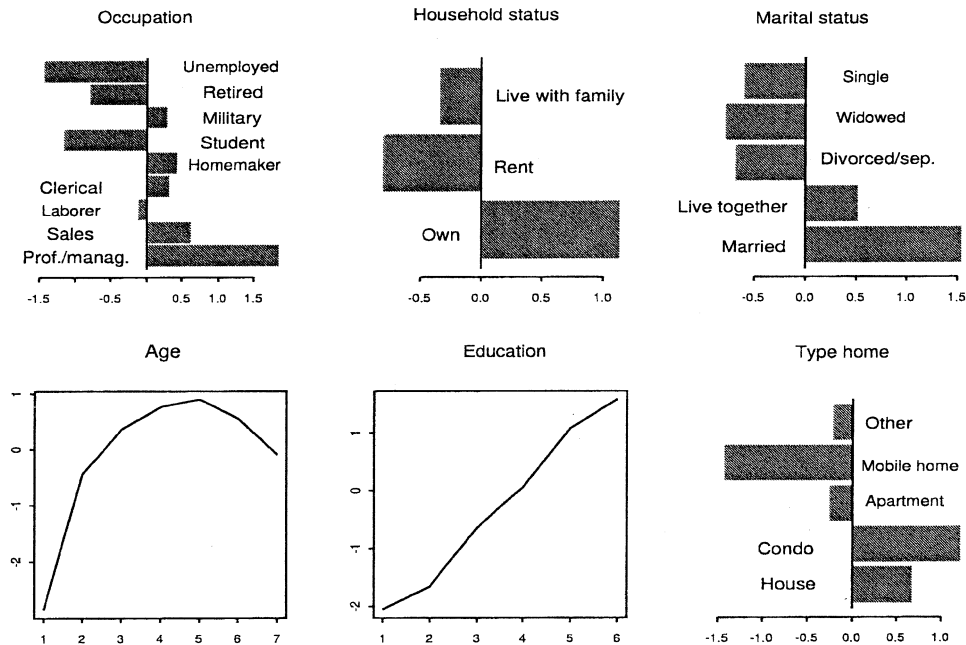 Occupation
Unemployed
Retired
Military
Student
Homemaker
Clerical
Laborer
Sales
Prof./manag.
-1.5 -0.5 0.5 1.0 1.5
Household status
Live with family
Rent
Own
-0.5 0.0 0.5 1.0
Marital status
Single
Widowed
Divorced/sep.
Live together
Married
-0.5 0.0 0.5 1.0 1.5
Age
1
0
-1
-2
1 2 3 4 5 6 7
Education
1
0
-1
-2
1 2 3 4 5 6
Type home
Other
Mobile home
Apartment
Condo
House
-1.5 -1.0 -0.5 0.0 0.5 1.0